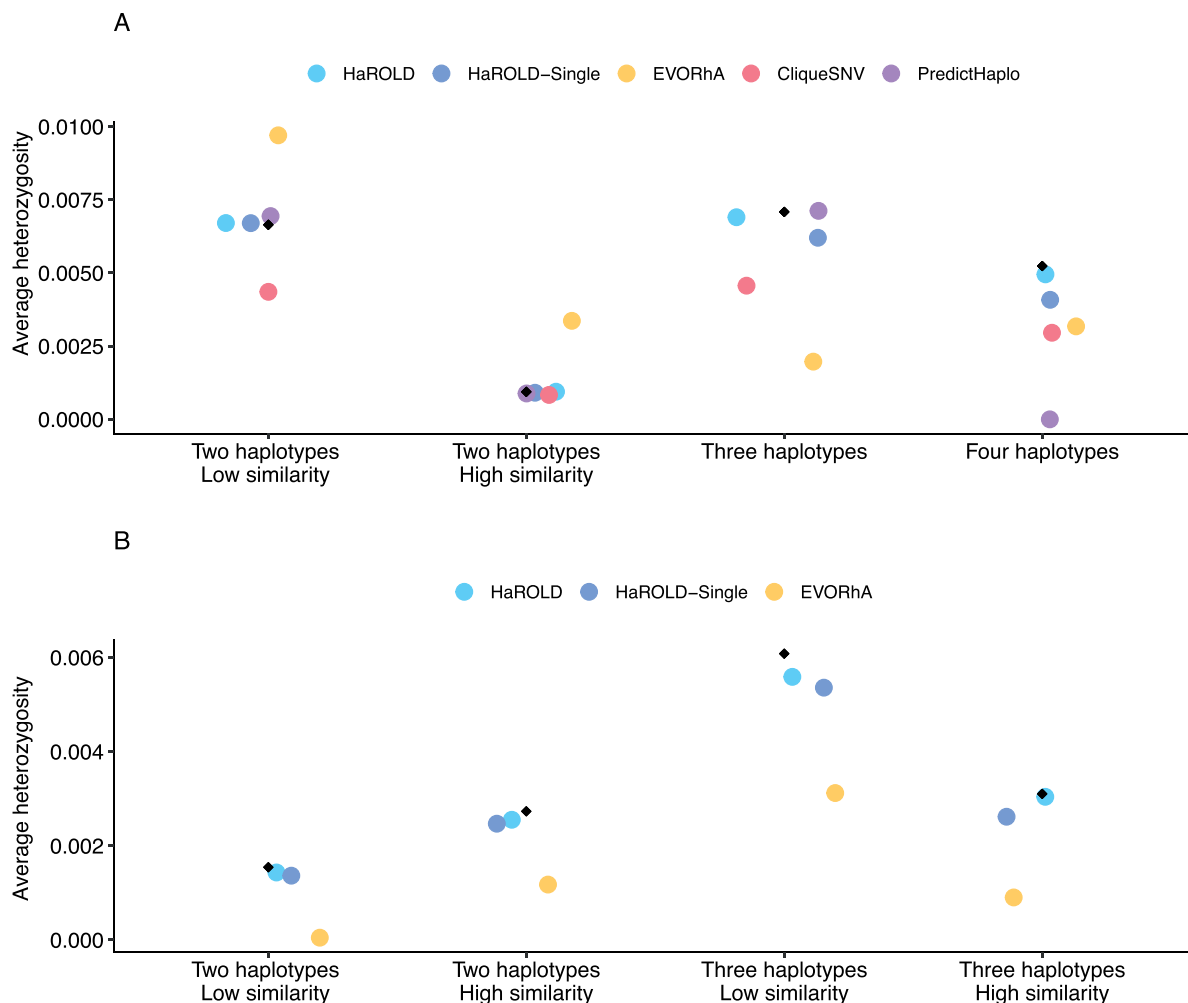 A
HaROLD HaROLD−Single EVORhA CliqueSNV PredictHaplo
Average heterozygosity
0.0100
0.0075
0.0050
0.0025
0.0000
Two haplotypes Two haplotypes Three haplotypes Four haplotypes
Low similarity High similarity
B
HaROLD HaROLD−Single EVORhA
Average heterozygosity
0.006
0.004
0.002
0.000
Two haplotypes Two haplotypes Three haplotypes Three haplotypes
Low similarity High similarity Low similarity High similarity